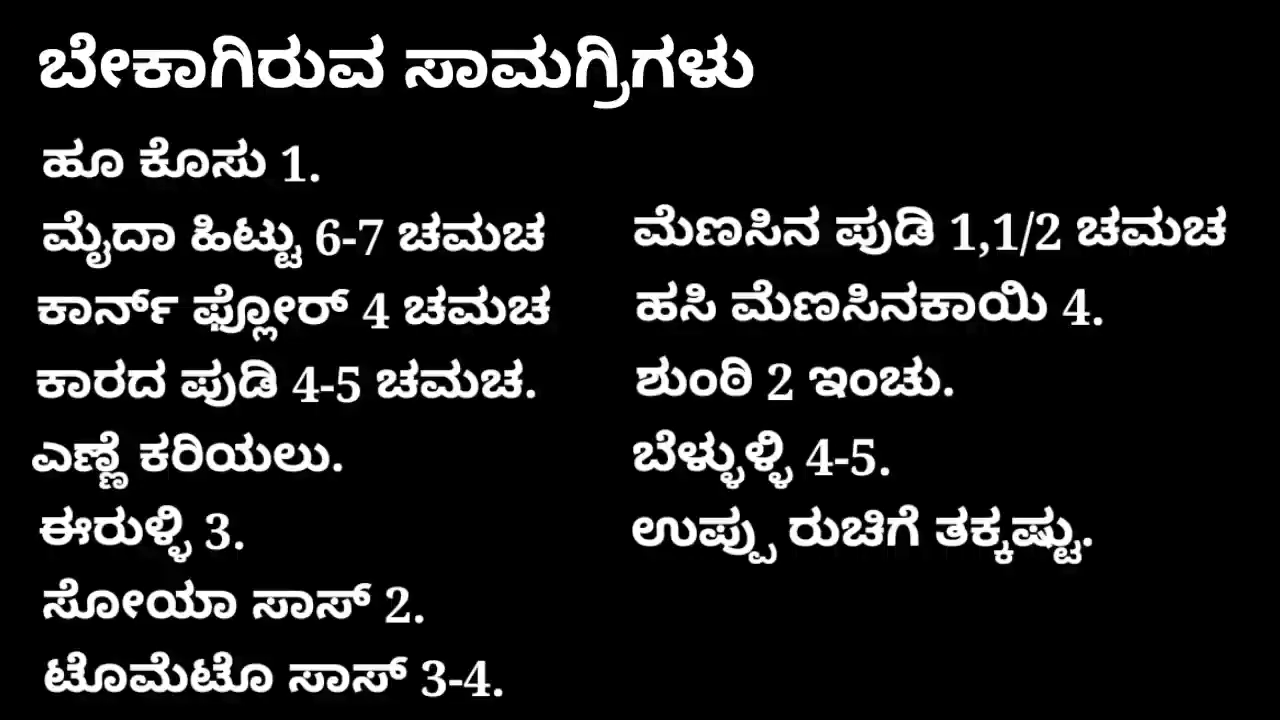 ಬೇಕಾಗಿರುವ ಸಾಮಗ್ರಿಗಳು
ಹೂ ಕೊಸು 1.
ಮೈದಾ ಹಿಟ್ಟು 6-7 ಚಮಚ
ಕಾರ್ನ್ ಫ್ಲೋರ್ 4 ಚಮಚ
ಕಾರದ ಪುಡಿ 4-5 ಚಮಚ.
ಎಣ್ಣೆ ಕರಿಯಲು.
ಈರುಳ್ಳಿ 3.
ಸೋಯಾ ಸಾಸ್ 2.
ಟೊಮೆಟೊ ಸಾಸ್ 3-4.
ಮೆಣಸಿನ ಪುಡಿ 1,1/2 ಚಮಚ
ಹಸಿ ಮೆಣಸಿನಕಾಯಿ 4.
ಶುಂಠಿ 2 ಇಂಚು.
ಬೆಳ್ಳುಳ್ಳಿ 4-5.
ಉಪ್ಪು ರುಚಿಗೆ ತಕ್ಕಷ್ಟು.